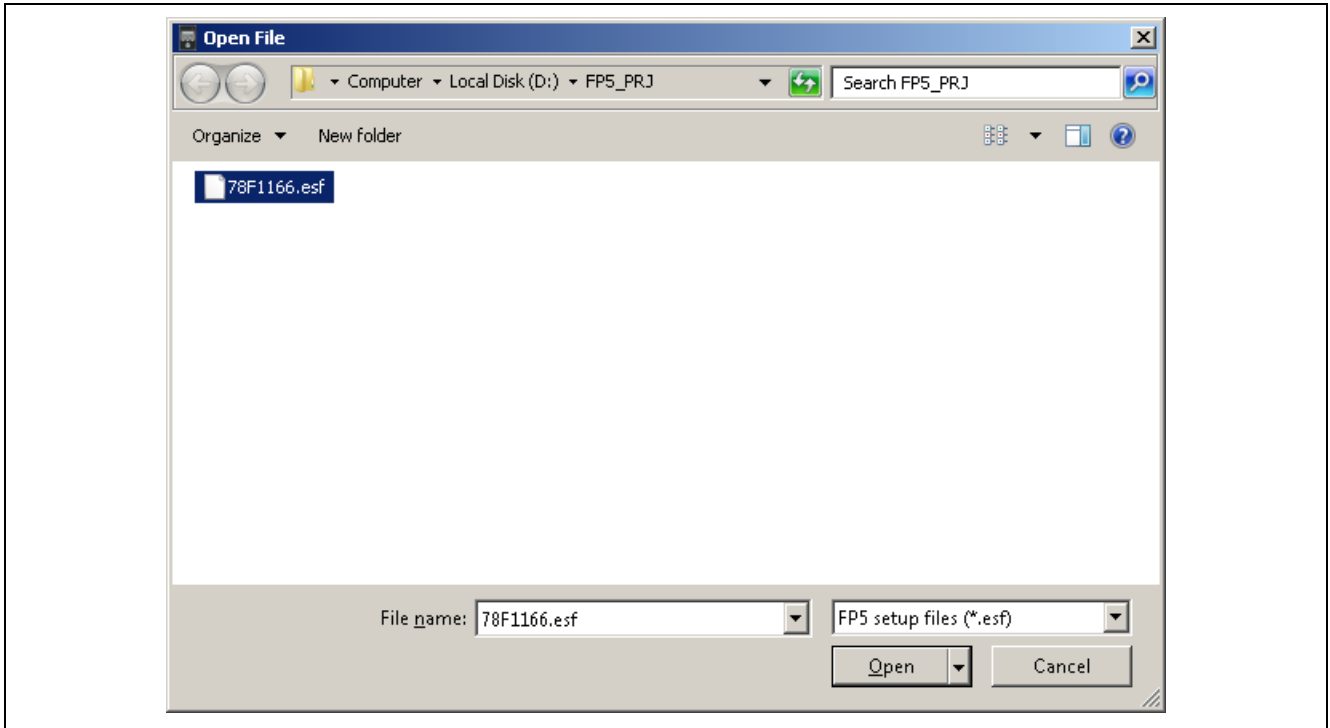 Open File
Computer Local Disk (D:) FP5_PRJ Search FP5_PRJ
Organize New folder
78F1166.esf
File name: 78F1166.esf FP5 setup files (*.esf)
Open Cancel